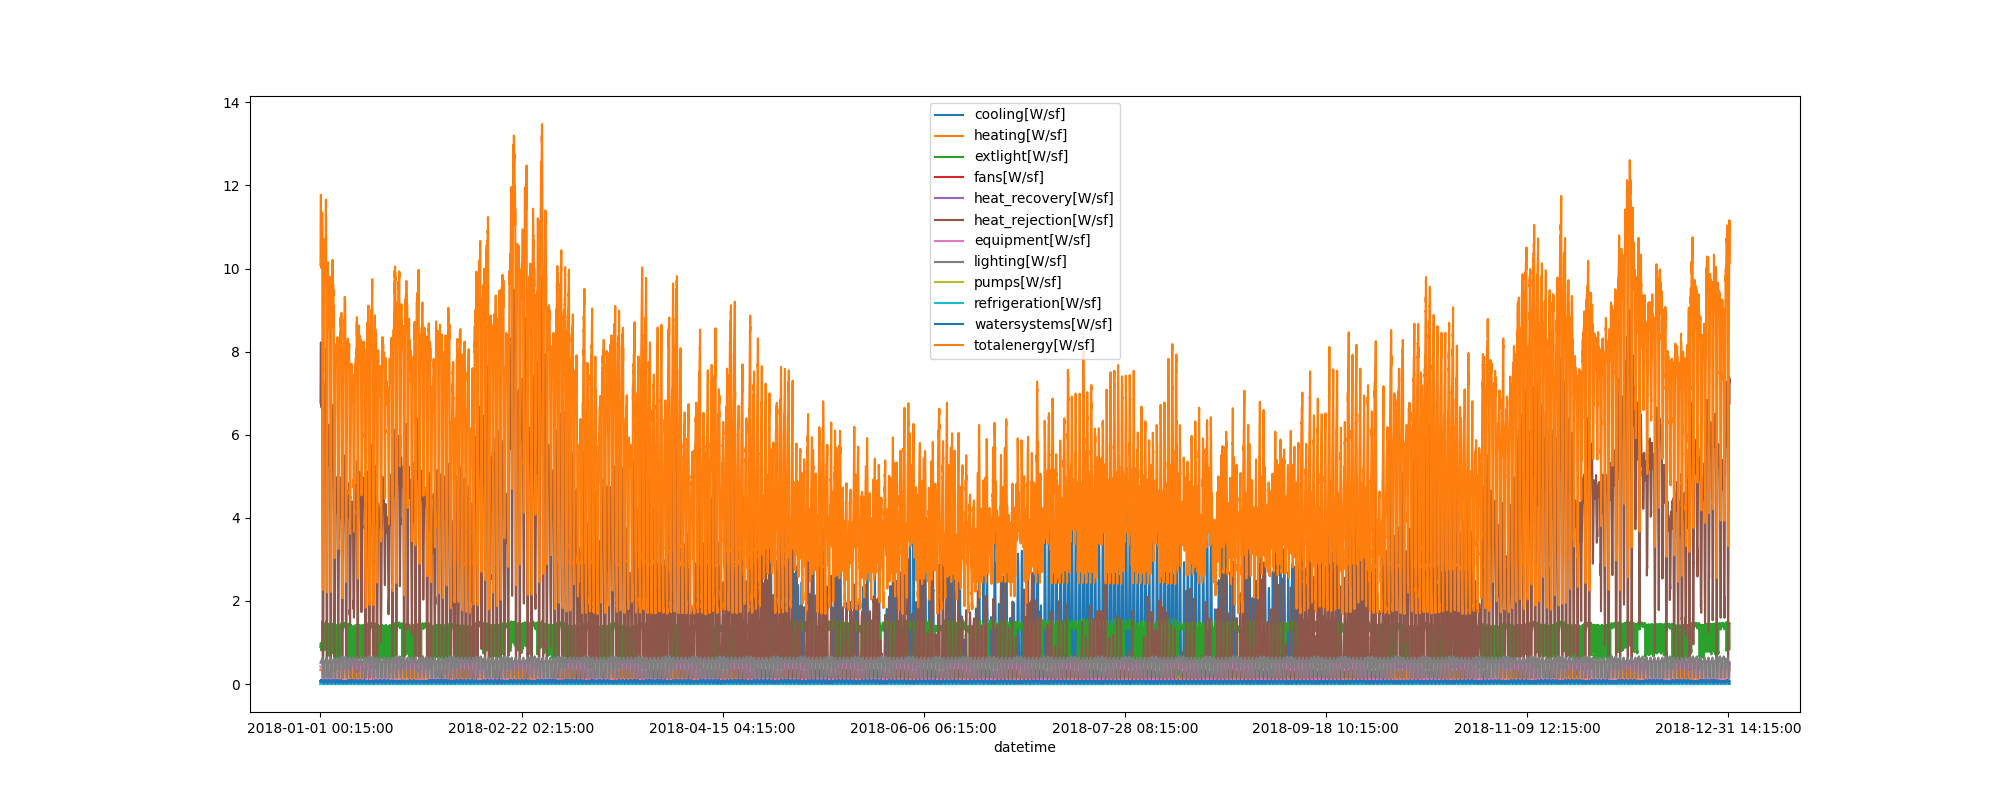 14
12
10
8
6
4
2
0
cooling[W/sf]
heating[W/sf]
extlight[W/sf]
fans[W/sf]
heat_recovery[W/sf]
heat_rejection[W/sf]
equipment[W/sf]
lighting[W/sf]
pumps[W/sf]
refrigeration[W/sf]
watersystems[W/sf]
totalenergy[W/sf]
2018-01-01 00:15:00 2018-02-22 02:15:00 2018-04-15 04:15:00 2018-06-06 06:15:00 2018-07-28 08:15:00 2018-09-18 10:15:00 2018-11-09 12:15:00 2018-12-31 14:15:00
datetime